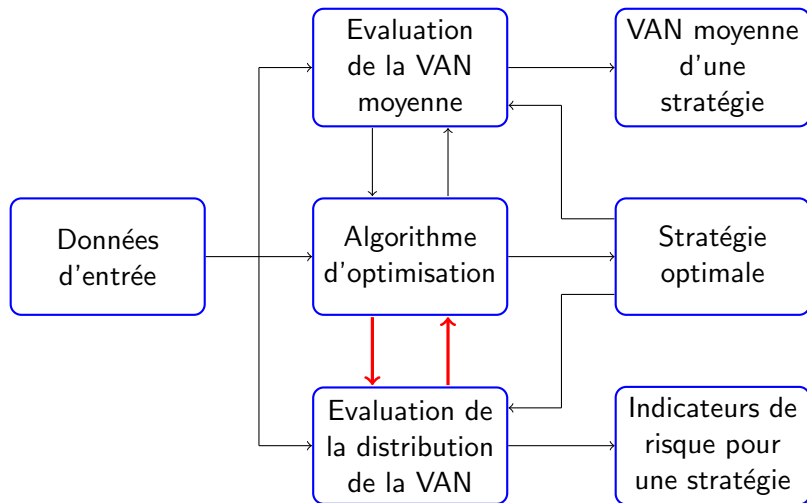 Evaluation
de la VAN
moyenne
VAN moyenne
d'une
stratégie
Données
d'entrée
Algorithme
d'optimisation
Stratégie
optimale
Evaluation de
la distribution
de la VAN
Indicateurs de
risque pour
une stratégie